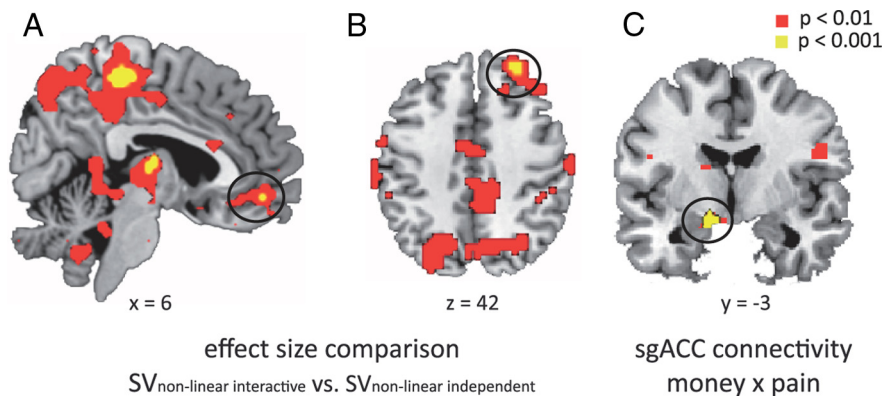 A
B
C
p < 0.01
p < 0.001
x = 6
z = 42
y = -3
effect size comparison
SVnon-linear interactive vs. SVnon-linear independent
sgACC connectivity
money x pain